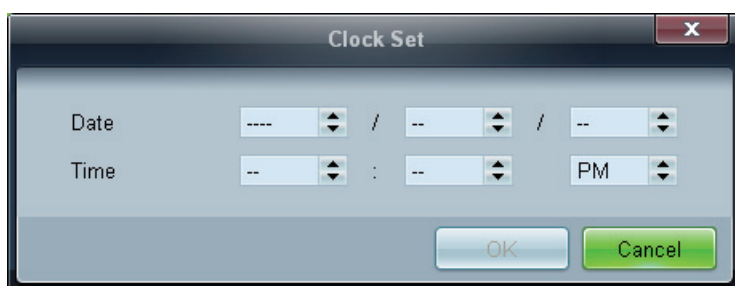 Clock Set
x
Date ---- / -- / --
Time -- : -- PM
OK Cancel